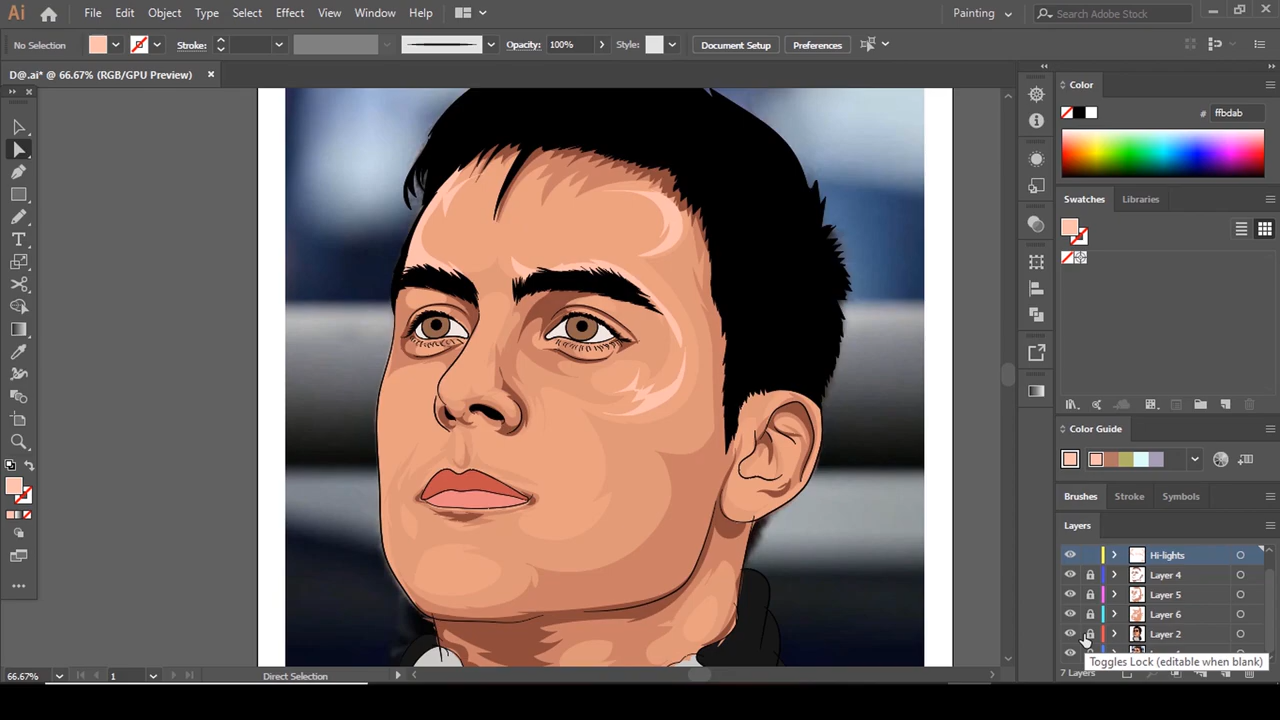 Ai File Edit Object Type Select Effect View Window Help Painting Search Adobe Stock
No Selection Stroke: Opacity: 100% Style: Document Setup Preferences
D@.ai* @ 66.67% (RGB/GPU Preview)
Color
# ffbdab
Swatches Libraries
Color Guide
Brushes Stroke Symbols
Layers
Hi-lights
Layer 4
Layer 5
Layer 6
Layer 2
Toggles Lock (editable when blank)
7 Layers
66.67% 1 Direct Selection